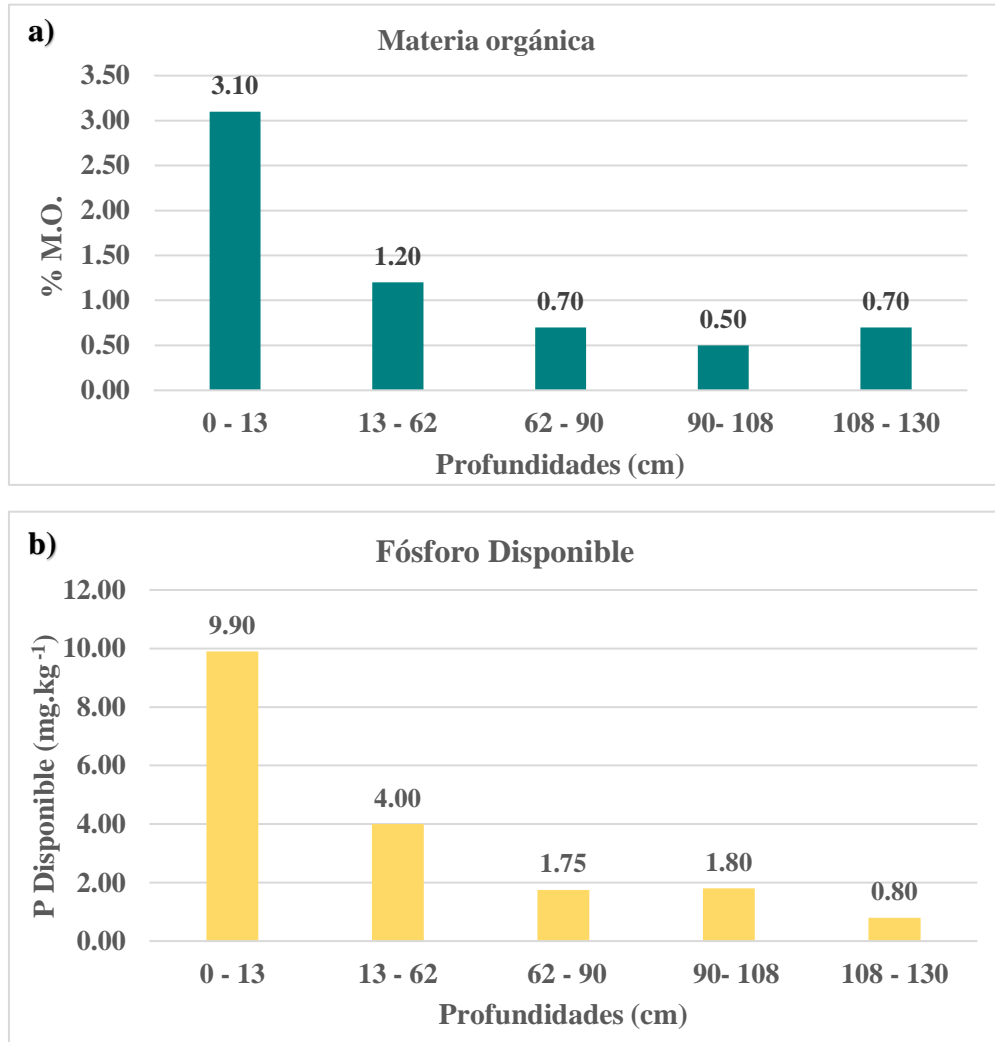 a)
Materia orgánica
% M.O.
3.50
3.00
2.50
2.00
1.50
1.00
0.50
0.00
3.10
1.20
0.70
0.50
0.70
0 - 13
13 - 62
62 - 90
90- 108
108 - 130
Profundidades (cm)
b)
Fósforo Disponible
P Disponible (mg.kg⁻¹)
12.00
10.00
8.00
6.00
4.00
2.00
0.00
9.90
4.00
1.75
1.80
0.80
0 - 13
13 - 62
62 - 90
90- 108
108 - 130
Profundidades (cm)